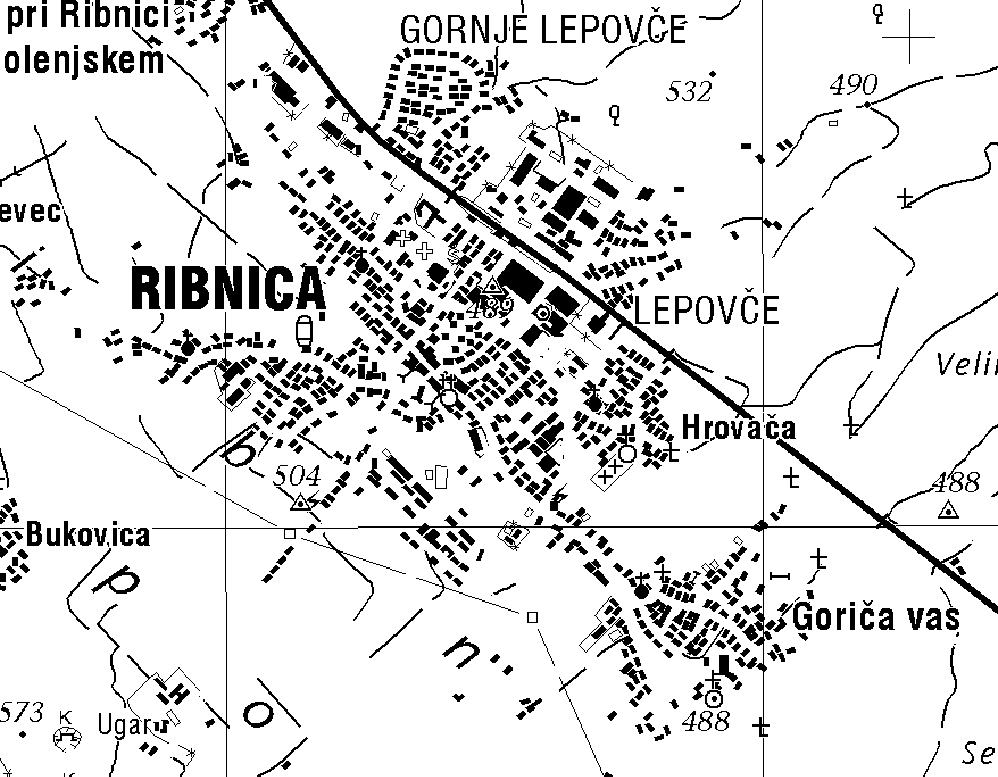 pri Ribnici
olenjskem
GORNJE LEPOVČE
532
490
evec
RIBNICA
489
LEPOVČE
Velin
Hrovača
b
504
488
Bukovica
p
Goriča vas
n
o
573
K
Ugar
488
Se